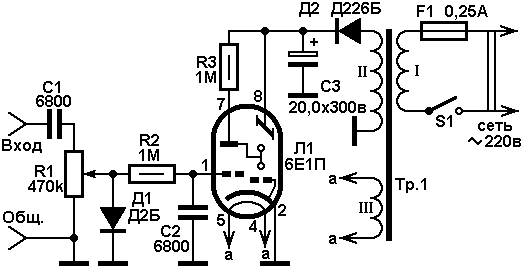 Д2 Д226Б F1 0,25А
R3
1М
+
II I
C1
6800
C3
20,0х300в
S1
сеть
~220в
7 8
Вход
R1
470k
R2
1М
Л1
6Е1П
1
а
Тр.1
III
Д1
Д2Б
Общ.
C2
6800
5 4 2
а а
а